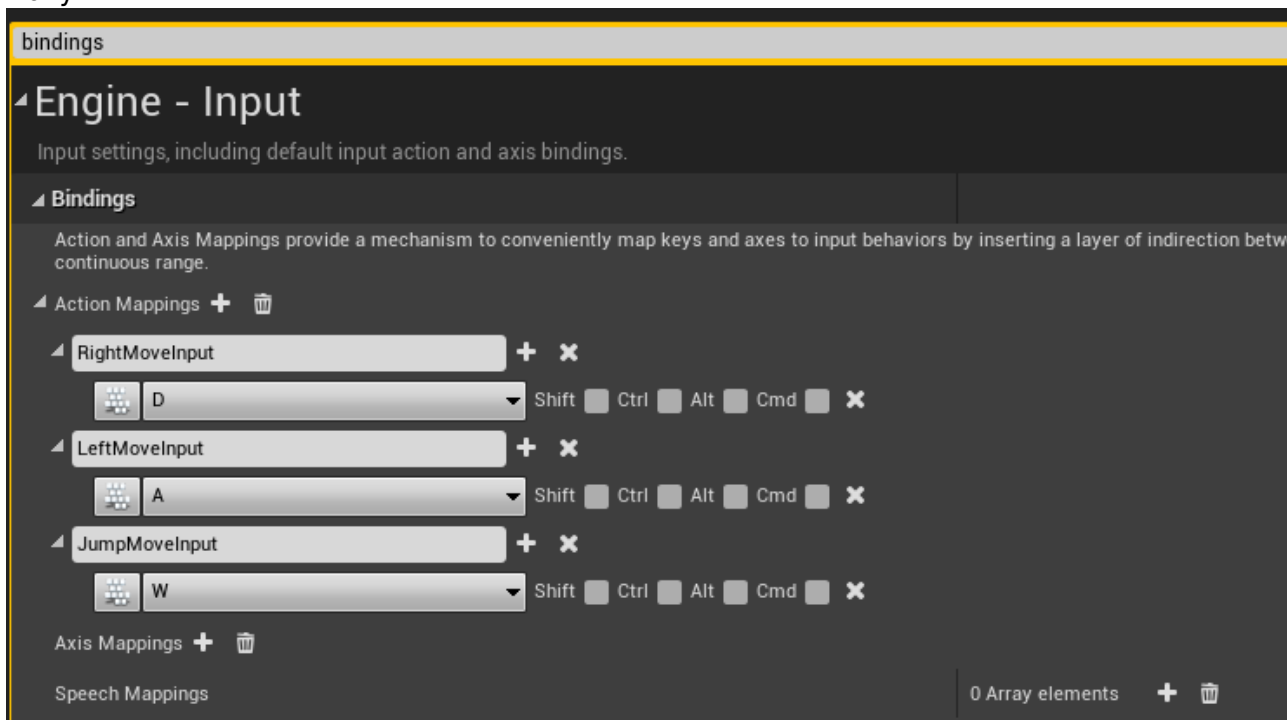 bindings
Engine - Input
Input settings, including default input action and axis bindings.
Bindings
Action and Axis Mappings provide a mechanism to conveniently map keys and axes to input behaviors by inserting a layer of indirection
continuous range.
Action Mappings
RightMoveInput
D Shift Ctrl Alt Cmd
LeftMoveInput
A Shift Ctrl Alt Cmd
JumpMoveInput
W Shift Ctrl Alt Cmd
Axis Mappings
Speech Mappings 0 Array elements